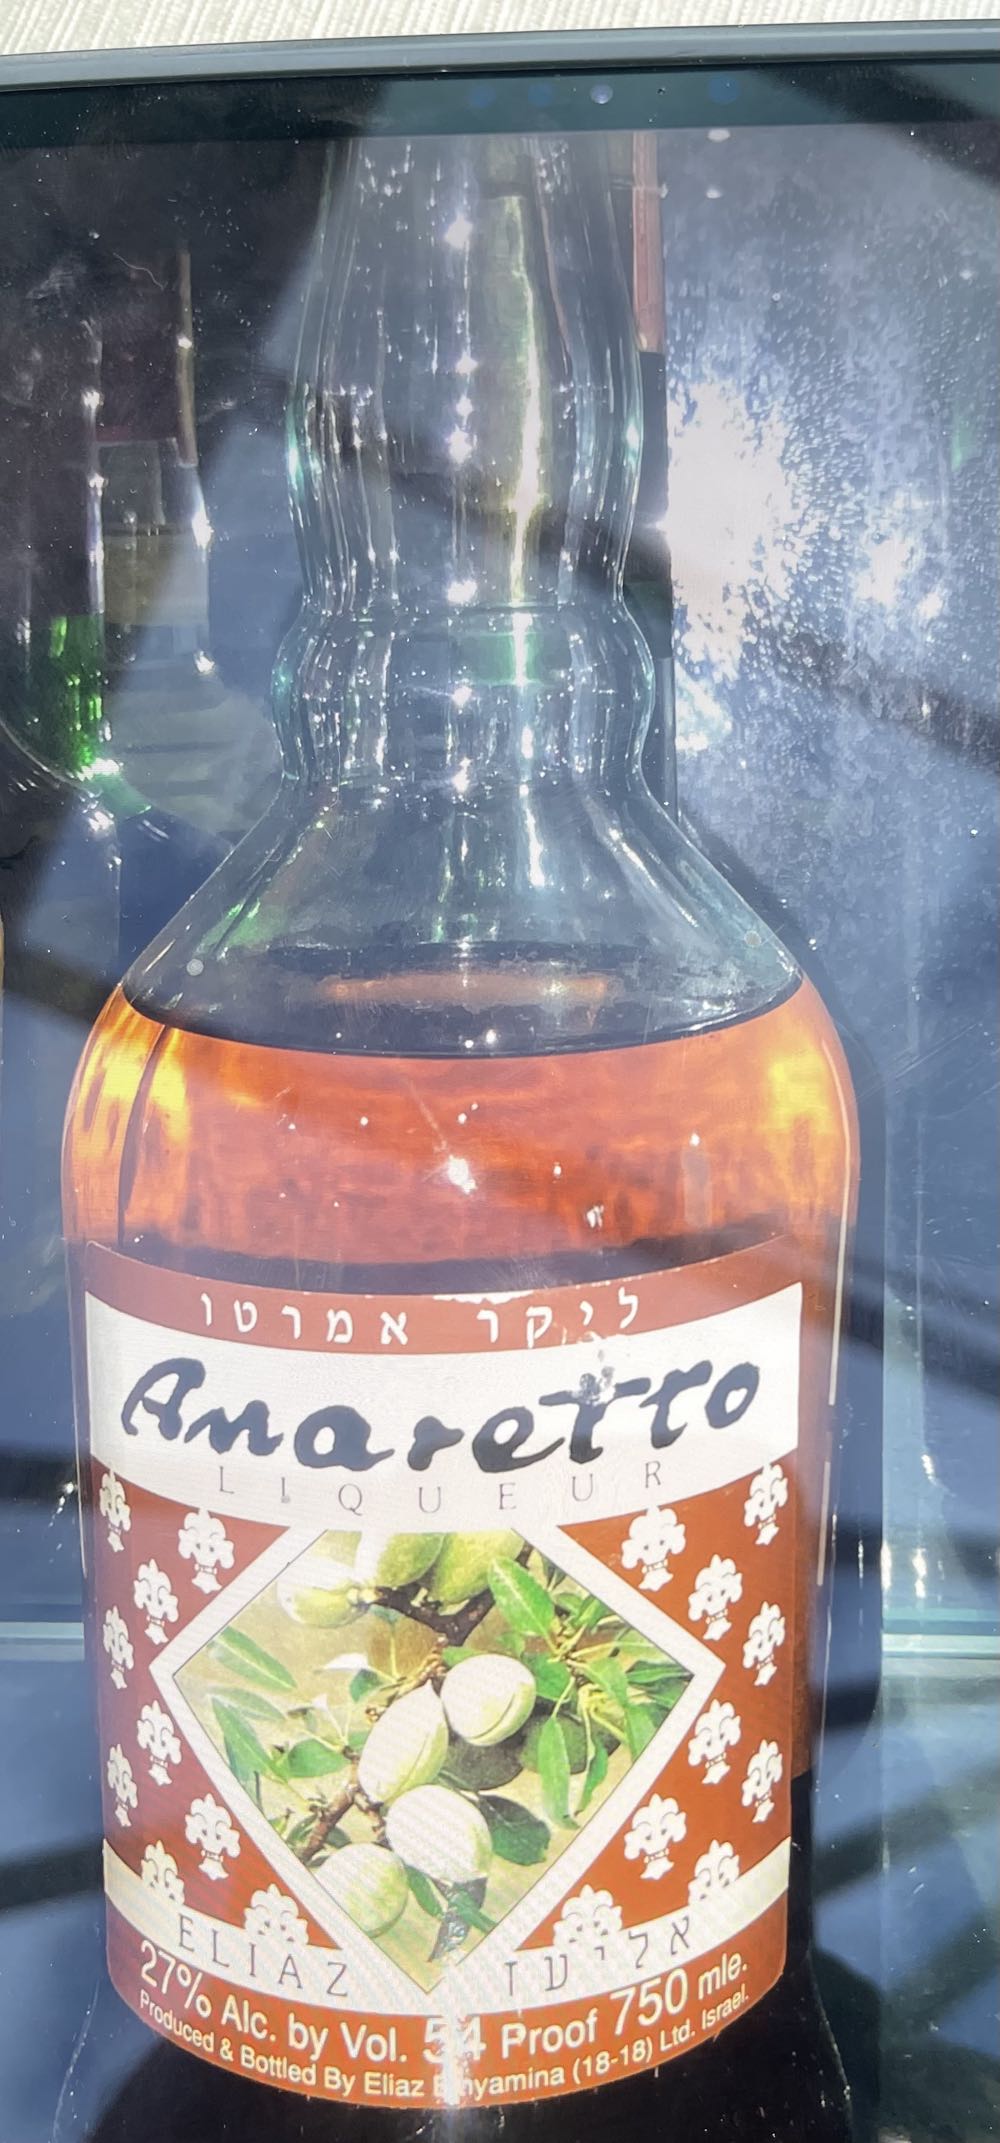 ליקר אמרטו
Amaretto
LIQUEUR
ELIAZ אליעז
27% Alc. by Vol. 54 Proof 750 mle.
Produced & Bottled By Eliaz Binyamina (18-18) Ltd. Israel.